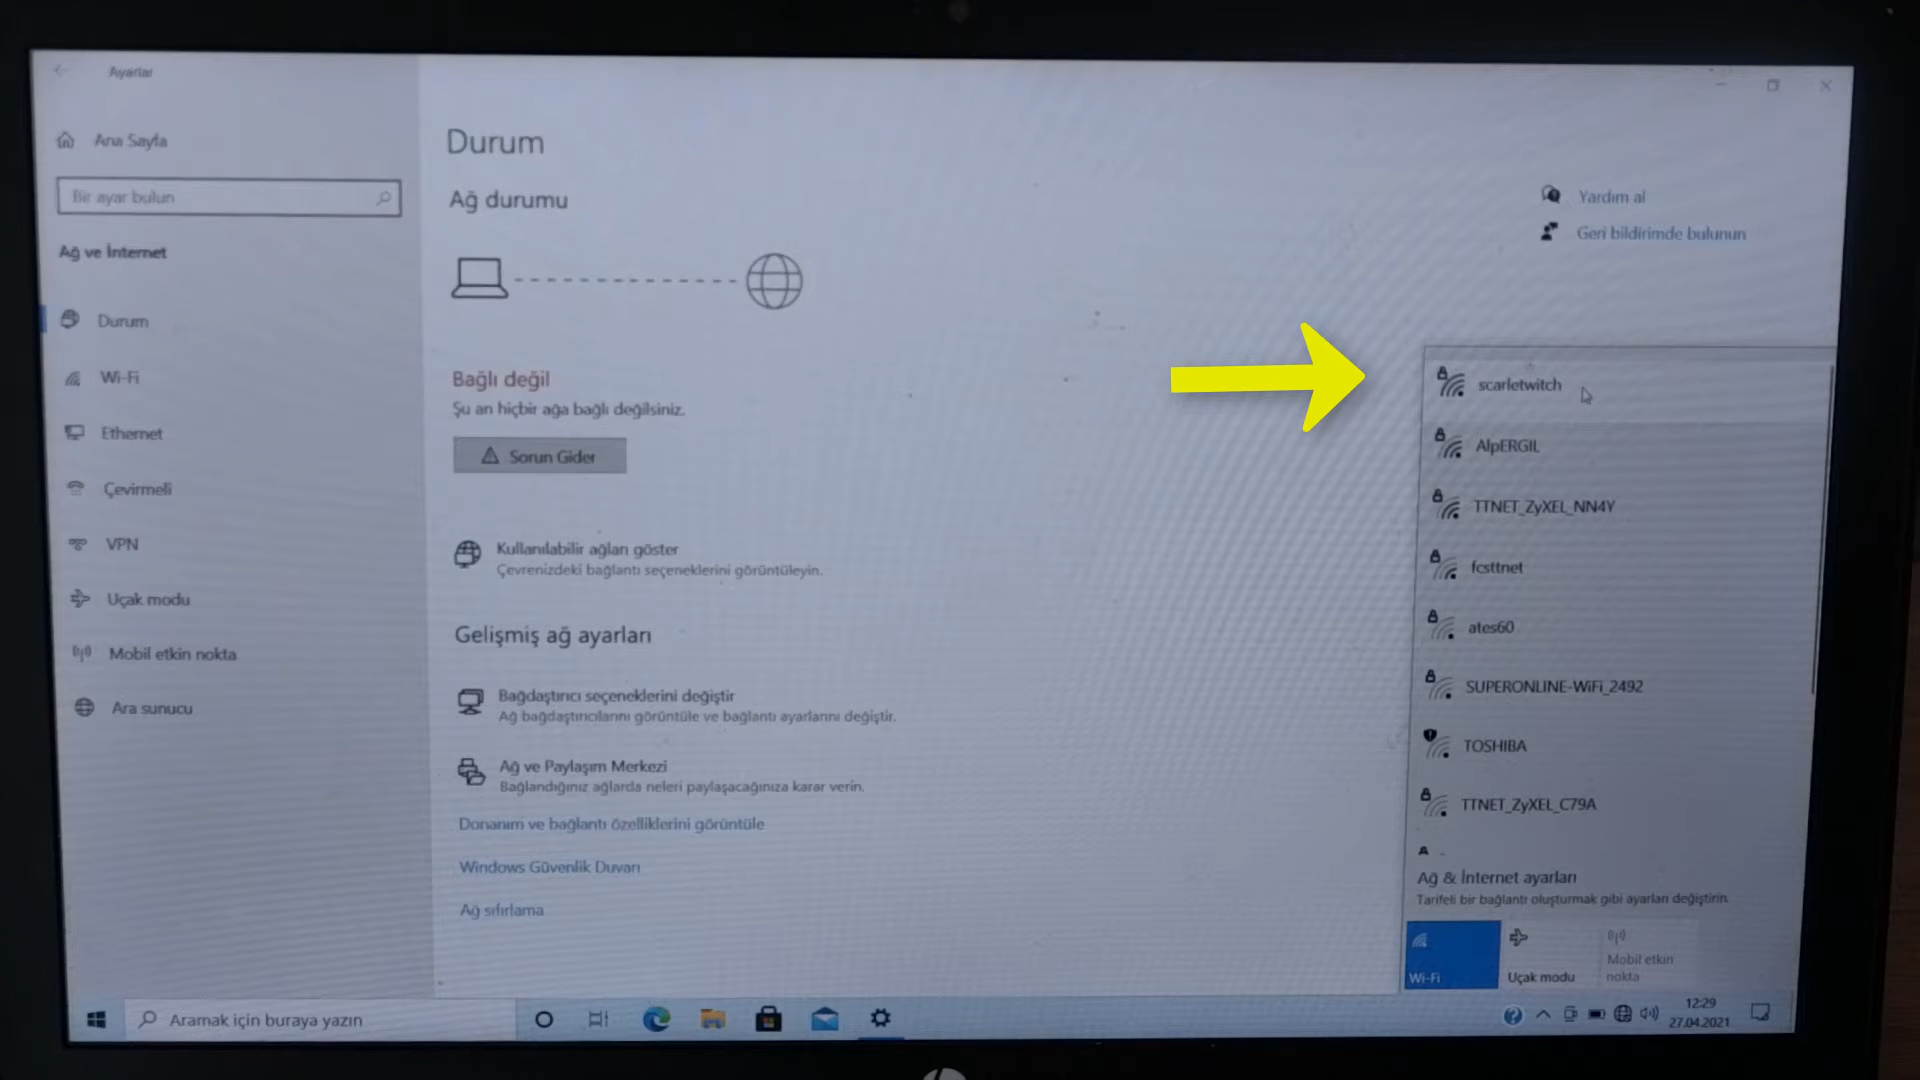 Ayarlar
Ana Sayfa
Bir ayar bulun
Ağ ve İnternet
Durum
Wi-Fi
Ethernet
Çevirmeli
VPN
Uçak modu
Mobil etkin nokta
Ara sunucu
Durum
Ağ durumu
Bağlı değil
Şu an hiçbir ağa bağlı değilsiniz.
Sorun Gider
Kullanılabilir ağları göster
Çevrenizdeki bağlantı seçeneklerini görüntüleyin.
Gelişmiş ağ ayarları
Bağdaştırıcı seçeneklerini değiştir
Ağ bağdaştırıcılarını görüntüle ve bağlantı ayarlarını değiştir.
Ağ ve Paylaşım Merkezi
Bağlandığınız ağlarda neleri paylaşacağınıza karar verin.
Donanım ve bağlantı özelliklerini görüntüle
Windows Güvenlik Duvarı
Ağ sıfırlama
Yardım al
Geri bildirimde bulunun
scarletwitch
AlpERGIL
TTNET_ZyXEL_NN4Y
fcsttnet
ates60
SUPERONLINE-WiFi_2492
TOSHIBA
TTNET_ZyXEL_C79A
Ağ & İnternet ayarları
Tarifeli bir bağlantı oluşturmak gibi ayarları değiştirin.
Wi-Fi
Uçak modu
Mobil etkin
nokta
Aramak için buraya yazın
12:29
27.04.2021